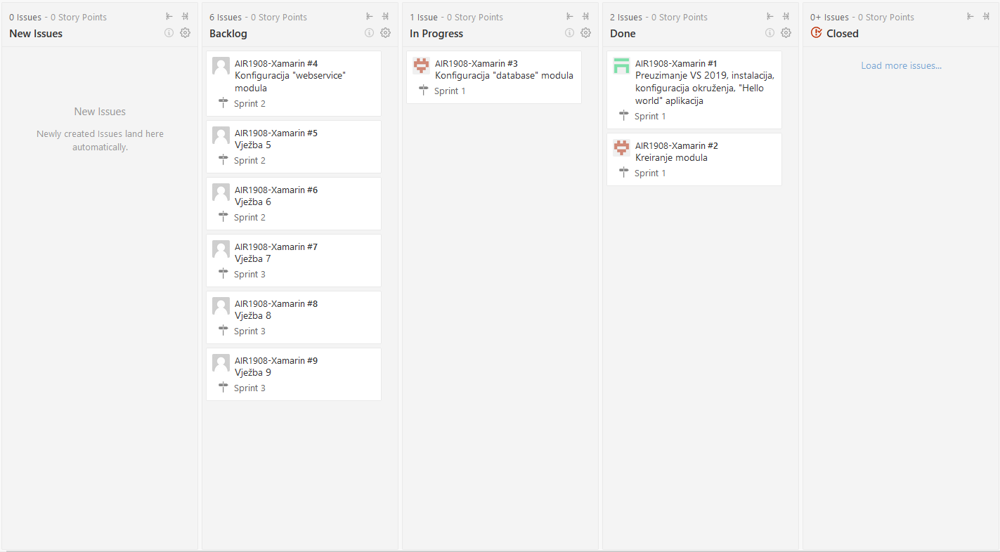 0 Issues - 0 Story Points
New Issues
New Issues
Newly created Issues land here
automatically.
6 Issues - 0 Story Points
Backlog
AIR1908-Xamarin #4
Konfiguracija "webservice"
modula
Sprint 2
AIR1908-Xamarin #5
Vježba 5
Sprint 2
AIR1908-Xamarin #6
Vježba 6
Sprint 2
AIR1908-Xamarin #7
Vježba 7
Sprint 3
AIR1908-Xamarin #8
Vježba 8
Sprint 3
AIR1908-Xamarin #9
Vježba 9
Sprint 3
1 Issue - 0 Story Points
In Progress
AIR1908-Xamarin #3
Konfiguracija "database" modula
Sprint 1
2 Issues - 0 Story Points
Done
AIR1908-Xamarin #1
Preuzimanje VS 2019, instalacija,
konfiguracija okruženja, "Hello
world" aplikacija
Sprint 1
AIR1908-Xamarin #2
Kreiranje modula
Sprint 1
0+ Issues - 0 Story Points
Closed
Load more issues...